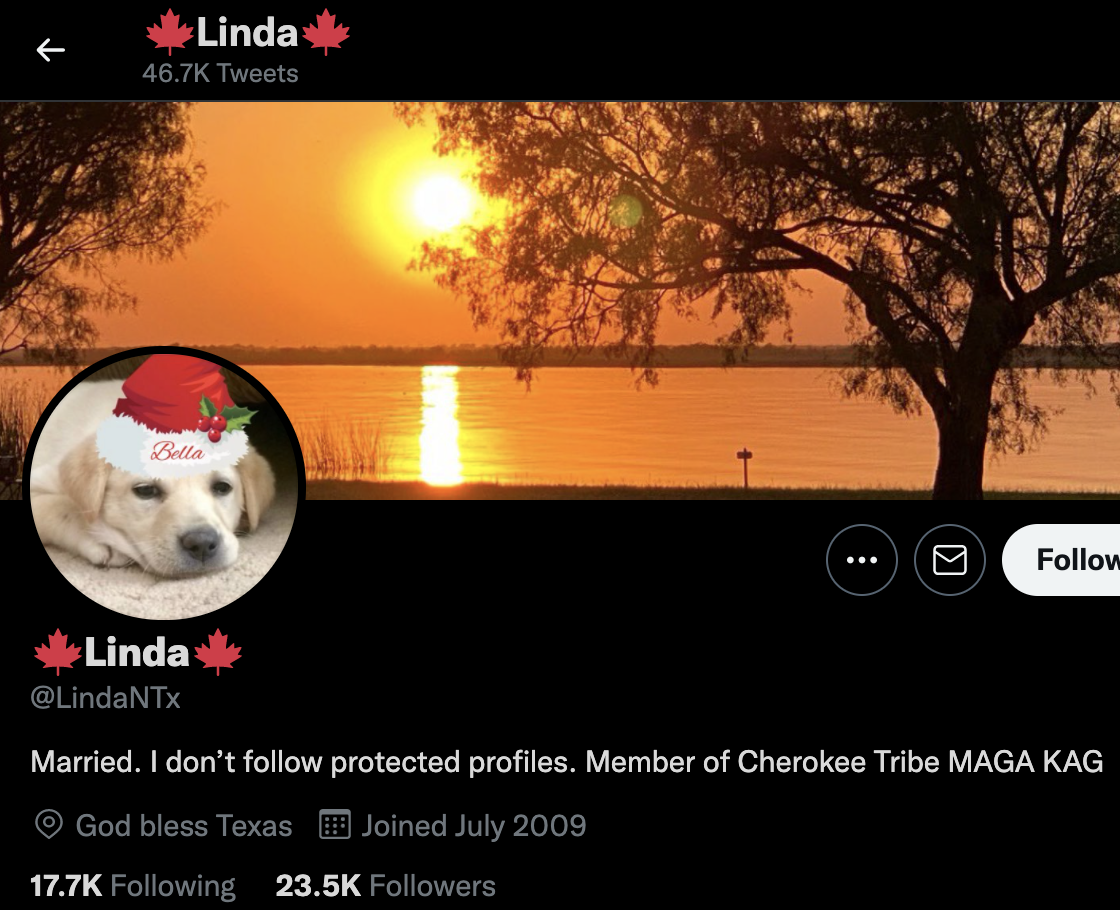 🍁Linda🍁
46.7K Tweets
Bella
Follow
🍁Linda🍁
@LindaNTx
Married. I don’t follow protected profiles. Member of Cherokee Tribe MAGA KAG
God bless Texas Joined July 2009
17.7K Following 23.5K Followers